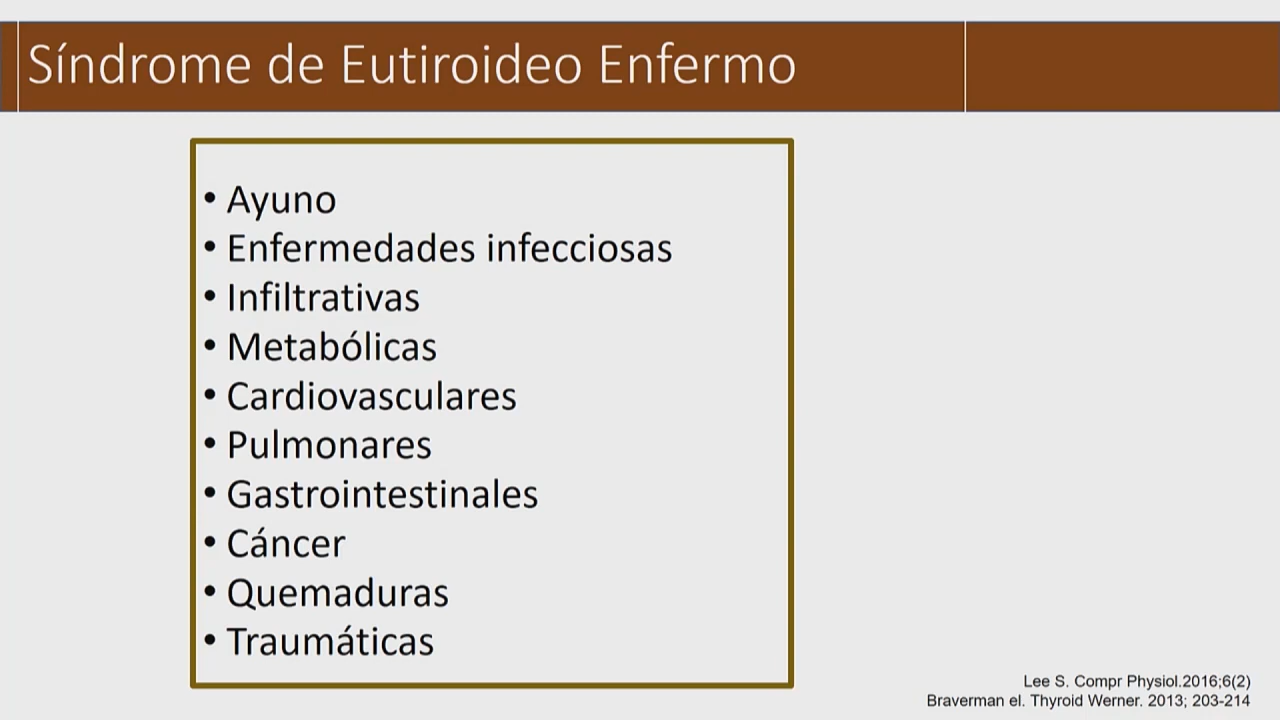 Síndrome de Eutiroideo Enfermo
• Ayuno
• Enfermedades infecciosas
• Infiltrativas
• Metabólicas
• Cardiovasculares
• Pulmonares
• Gastrointestinales
• Cáncer
• Quemaduras
• Traumáticas
Lee S. Compr Physiol.2016;6(2)
Braverman el. Thyroid Werner. 2013; 203-214